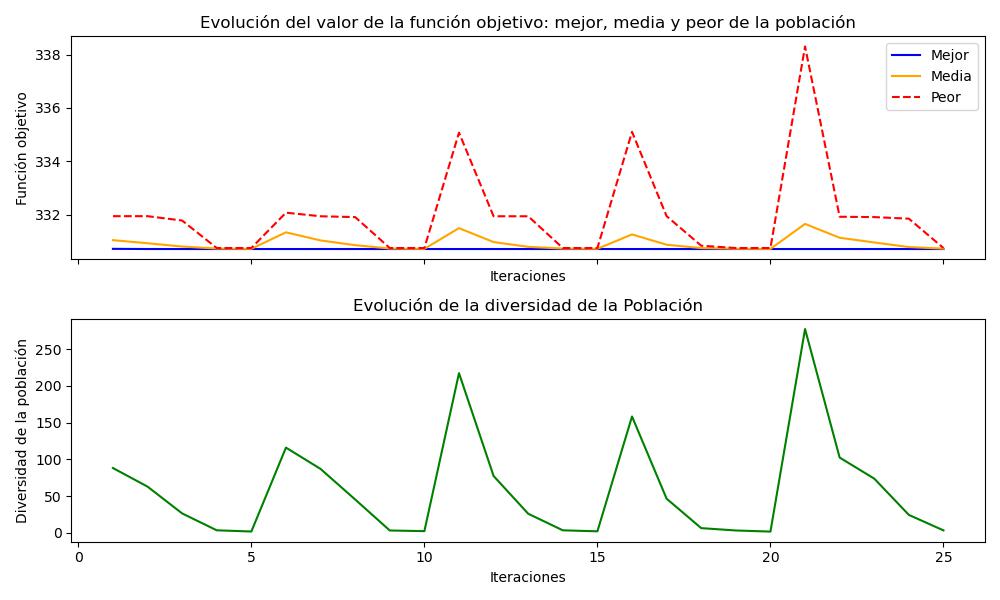 Evolución del valor de la función objetivo: mejor, media y peor de la población
338
336
334
332
Función objetivo
Mejor
Media
Peor
Iteraciones
Evolución de la diversidad de la Población
250
200
150
100
50
0
Diversidad de la población
0 5 10 15 20 25
Iteraciones